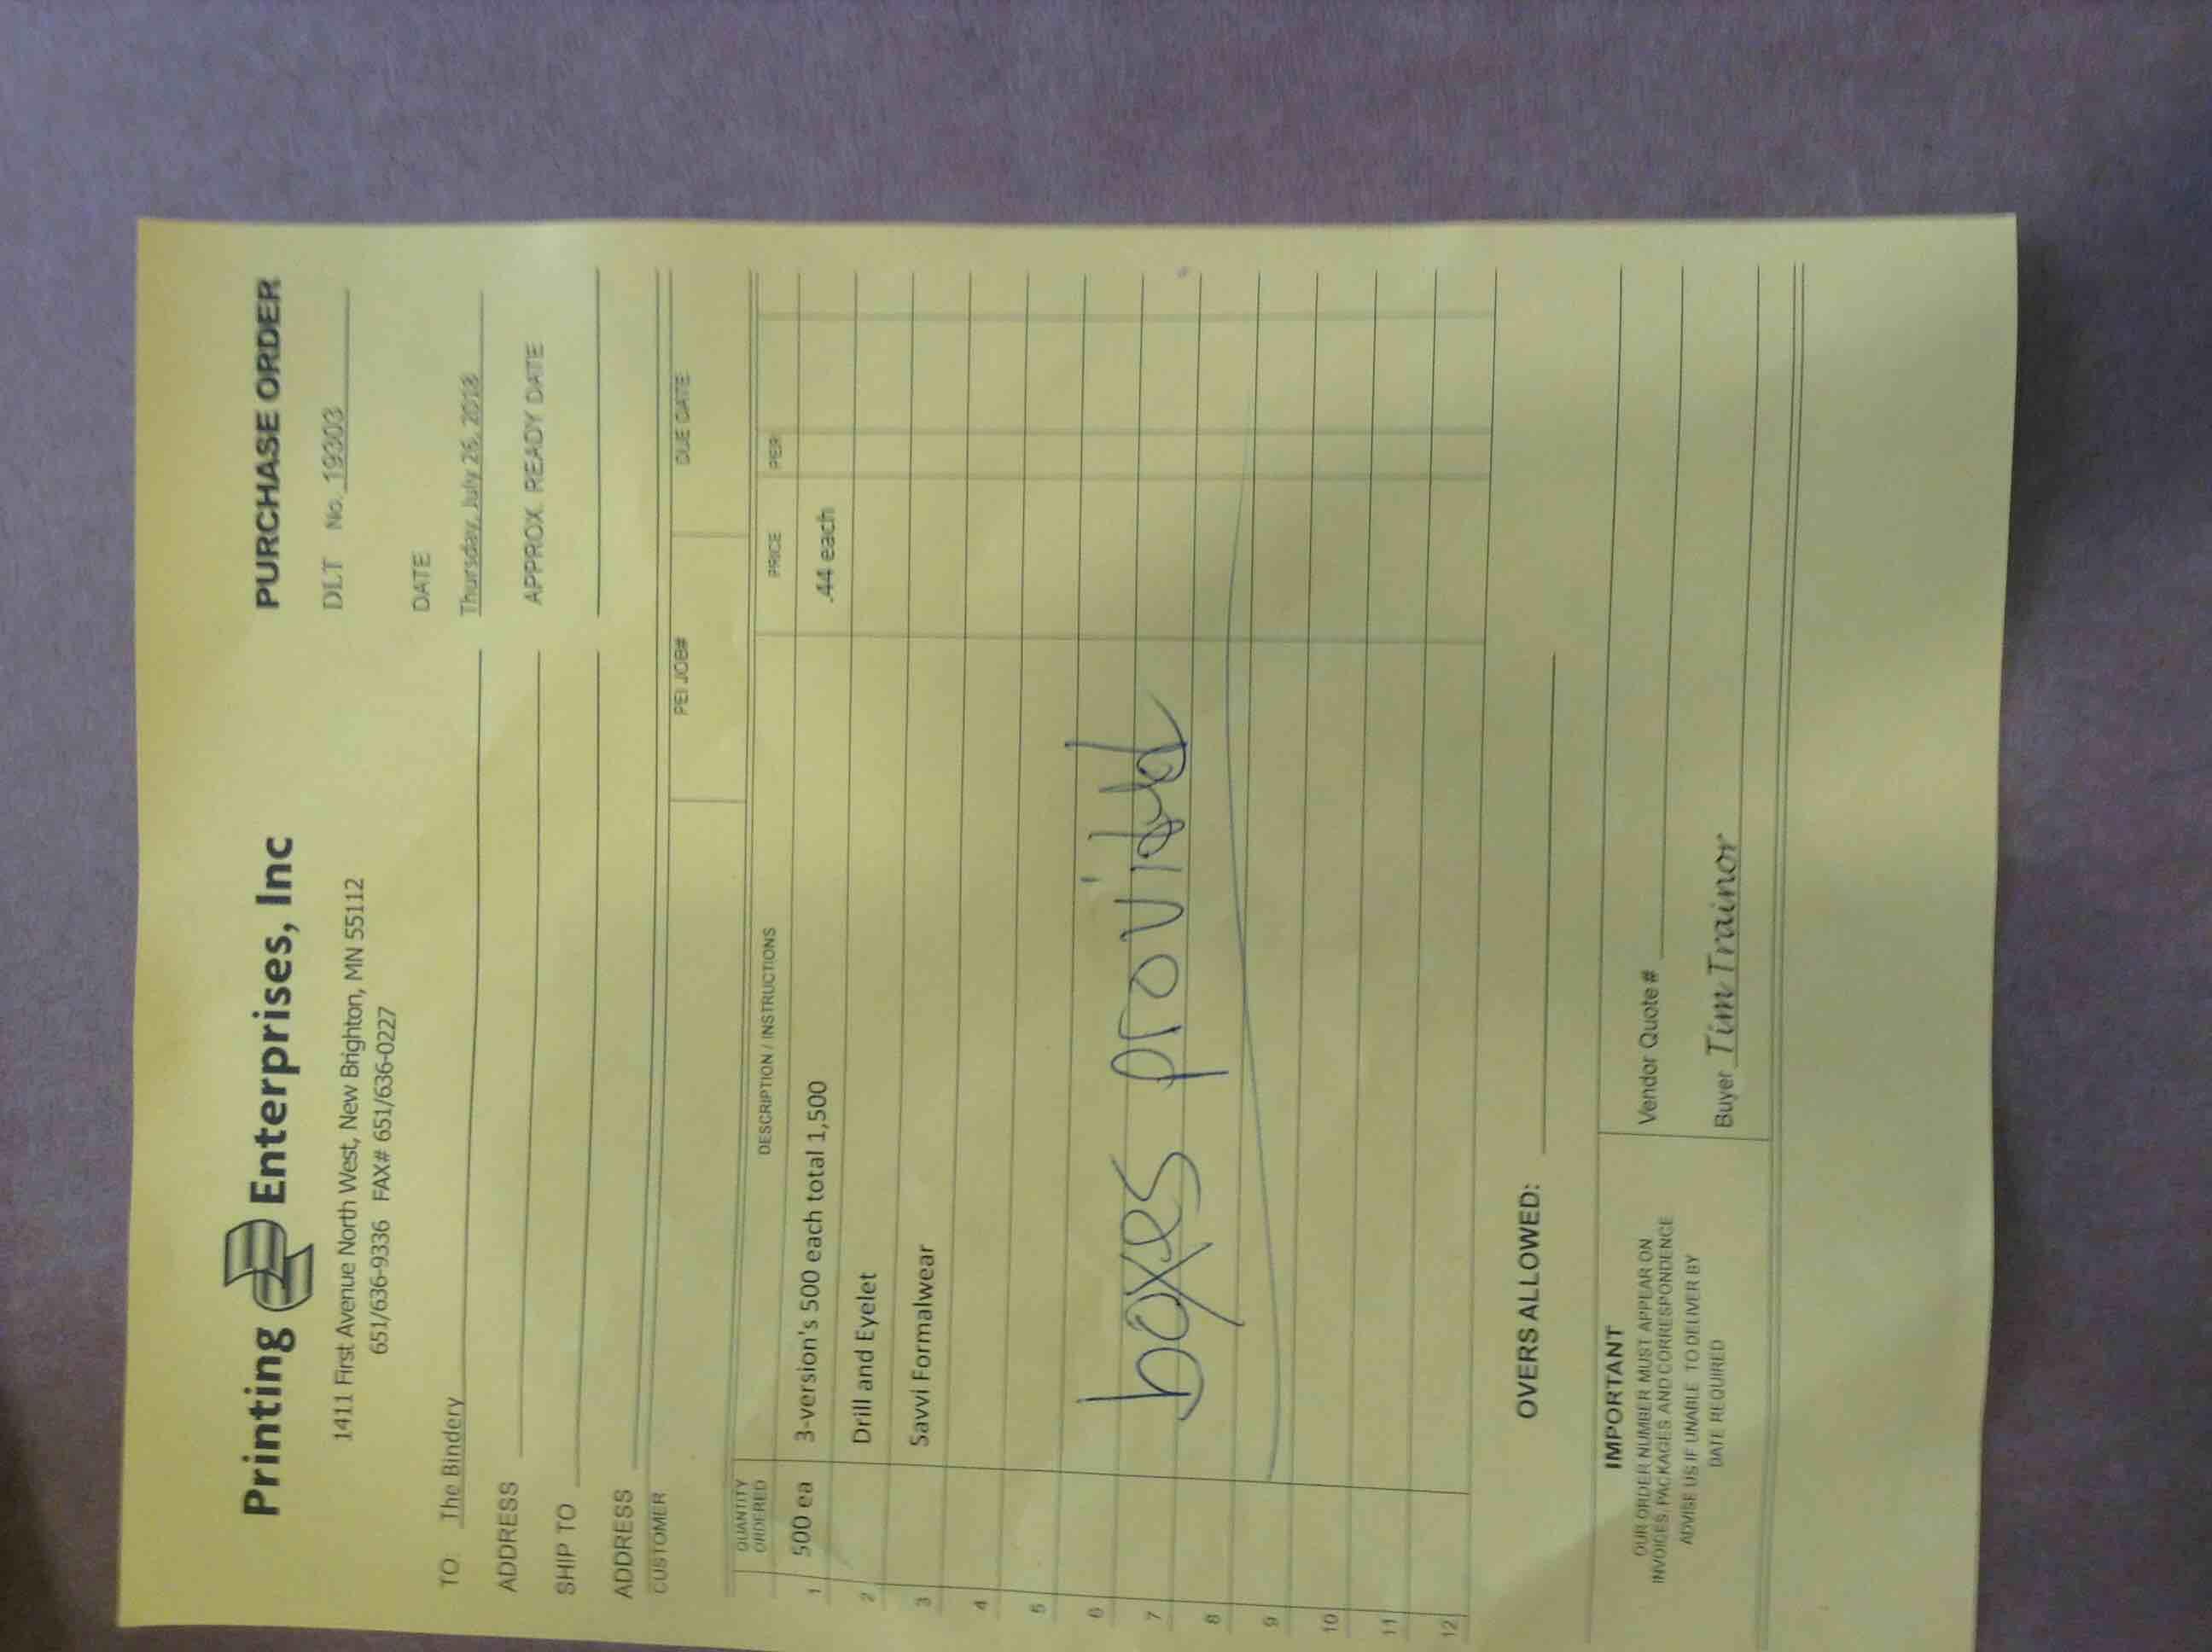 Printing Enterprises, Inc
PURCHASE ORDER
1411 First Avenue North West, New Brighton, MN 55112
651/636-9336 FAX# 651/636-0227
DLT No. 19303
DATE
TO: The Bindery
Thursday, July 26, 2018
ADDRESS
APPROX. READY DATE
SHIP TO
ADDRESS
CUSTOMER
PEI JOB#
DUE DATE
QUANTITY ORDERED
DESCRIPTION / INSTRUCTIONS
PRICE
PER
1 500 ea 3-version's 500 each total 1,500 .44 each
2 Drill and Eyelet
3 Savvi Formalwear
4
5
6
7 boxes provided
8
9
10
11
12
OVERS ALLOWED:
IMPORTANT
OUR ORDER NUMBER MUST APPEAR ON
INVOICES, PACKAGES AND CORRESPONDENCE
ADVISE US IF UNABLE TO DELIVER BY
DATE REQUIRED
Vendor Quote #
Buyer Tim Trainor